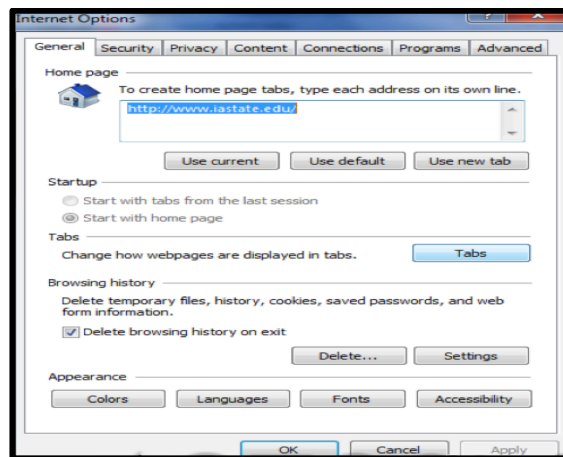 Internet Options
General Security Privacy Content Connections Programs Advanced
Home page
To create home page tabs, type each address on its own line.
http://www.iastate.edu/
Use current Use default Use new tab
Startup
Start with tabs from the last session
Start with home page
Tabs
Change how webpages are displayed in tabs. Tabs
Browsing history
Delete temporary files, history, cookies, saved passwords, and web
form information.
Delete browsing history on exit
Delete... Settings
Appearance
Colors Languages Fonts Accessibility
OK Cancel Apply